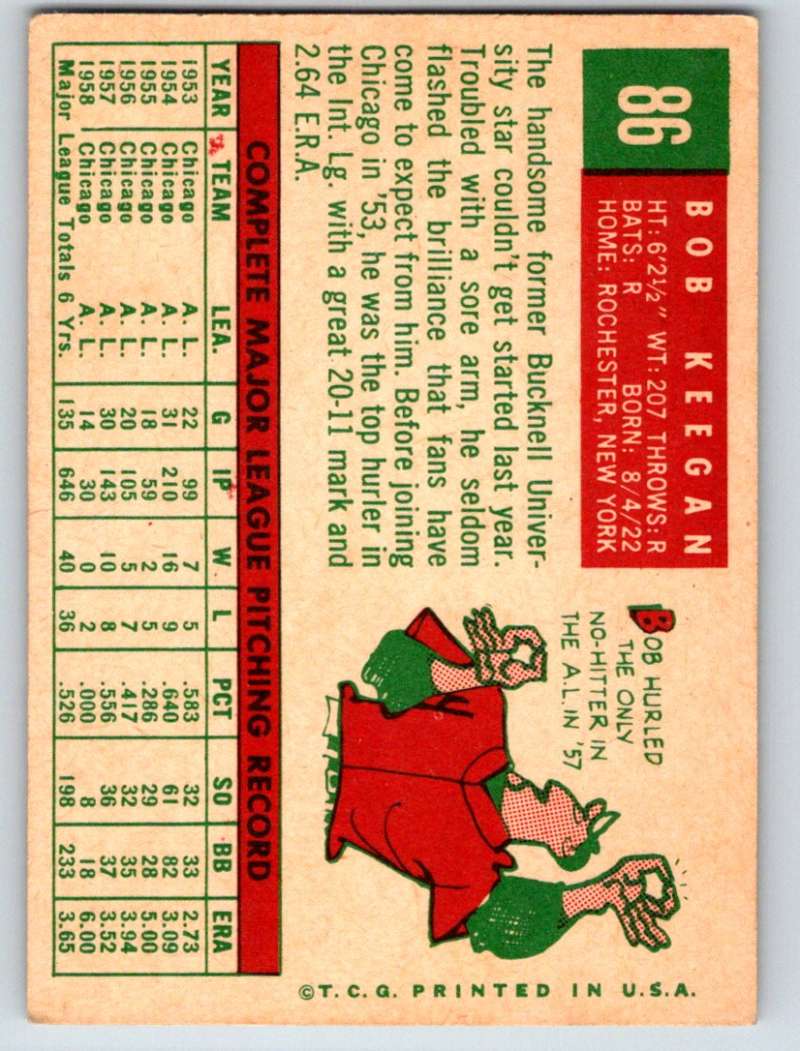 86
BOB KEEGAN
HT: 6'2½" WT: 207 THROWS: R
BATS: R BORN: 8/4/22
HOME: ROCHESTER, NEW YORK
The handsome former Bucknell Univer-
sity star couldn't get started last year.
Troubled with a sore arm, he seldom
flashed the brilliance that fans have
come to expect from him. Before joining
Chicago in '53, he was the top hurler in
the Int. Lg. with a great 20-11 mark and
2.64 E.R.A.
BOB HURLED
THE ONLY
NO-HITTER IN
THE A.L. IN '57
COMPLETE MAJOR LEAGUE PITCHING RECORD
YEAR TEAM LEA. G IP W L PCT SO BB ERA
1953 Chicago A. L. 22 99 7 5 .583 32 33 2.73
1954 Chicago A. L. 31 210 16 9 .640 61 82 3.09
1955 Chicago A. L. 18 59 2 5 .286 29 28 5.00
1956 Chicago A. L. 20 105 5 7 .417 32 35 3.94
1957 Chicago A. L. 30 143 10 8 .556 36 37 3.52
1958 Chicago A. L. 14 30 0 2 .000 8 18 6.00
Major League Totals 6 Yrs. 135 646 40 36 .526 198 233 3.65
©T.C.G. PRINTED IN U.S.A.